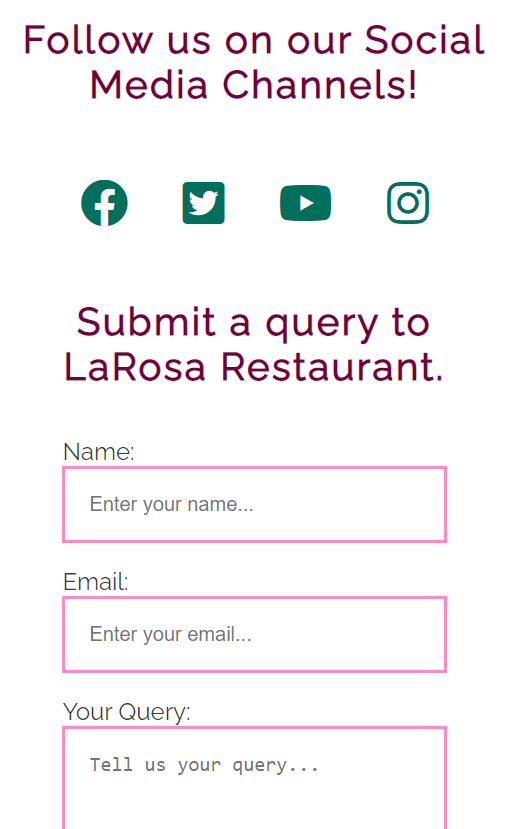 Follow us on our Social
Media Channels!
Submit a query to
LaRosa Restaurant.
Name:
Enter your name...
Email:
Enter your email...
Your Query:
Tell us your query...